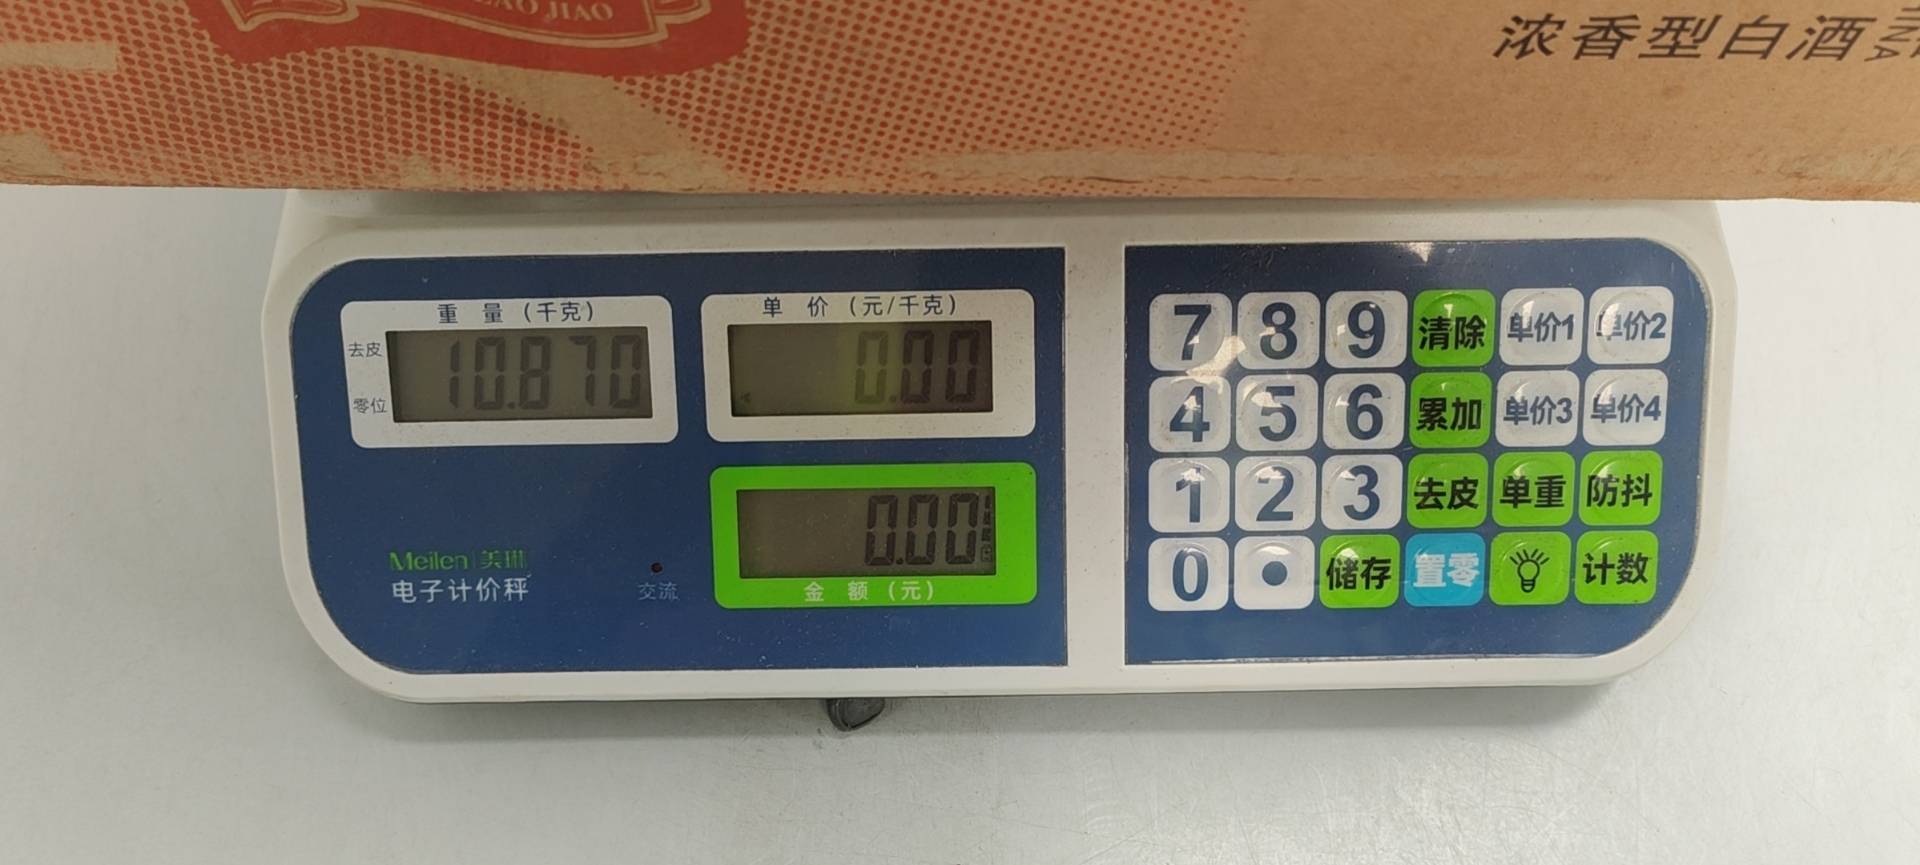 LAO JIAO
浓香型白酒
重量(千克)
去皮
零位
10.870
单价(元/千克)
0.00
0.00
金额(元)
Meilen 美琳
电子计价秤
交流
7 8 9 清除 单价1 单价2
4 5 6 累加 单价3 单价4
1 2 3 去皮 单重 防抖
0 . 储存 置零 计数